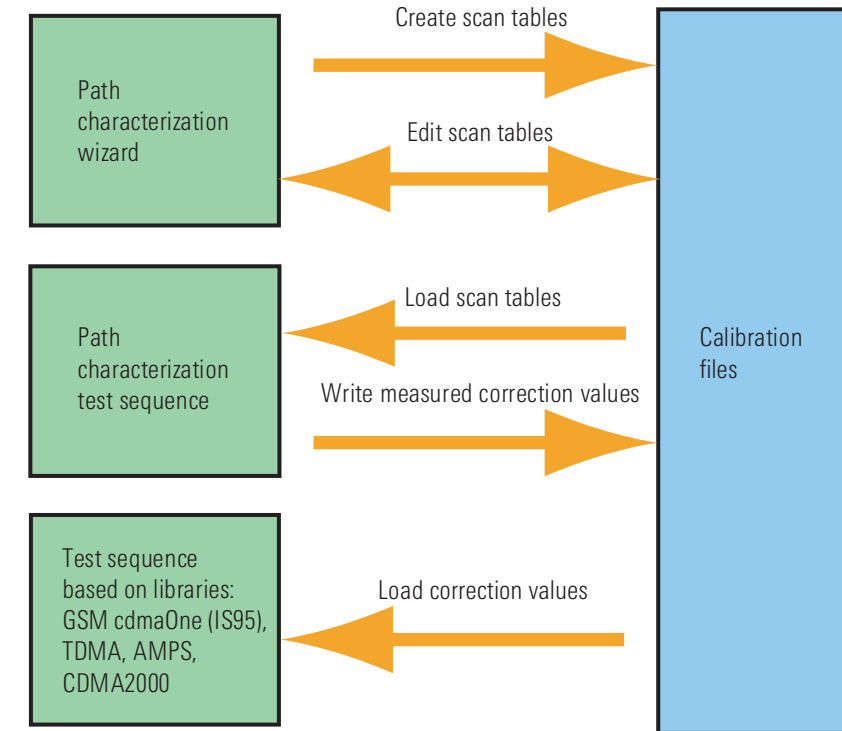 Create scan tables
Path
characterization
wizard
Edit scan tables
Load scan tables
Path
characterization
test sequence
Write measured correction values
Calibration
files
Test sequence
based on libraries:
GSM cdmaOne (IS95),
TDMA, AMPS,
CDMA2000
Load correction values